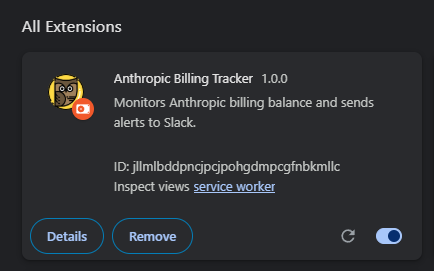 All Extensions
Anthropic Billing Tracker 1.0.0
Monitors Anthropic billing balance and sends
alerts to Slack.
ID: jllmlbddpncjpcjpohgdmpcgfnbkmllc
Inspect views service worker
Details Remove